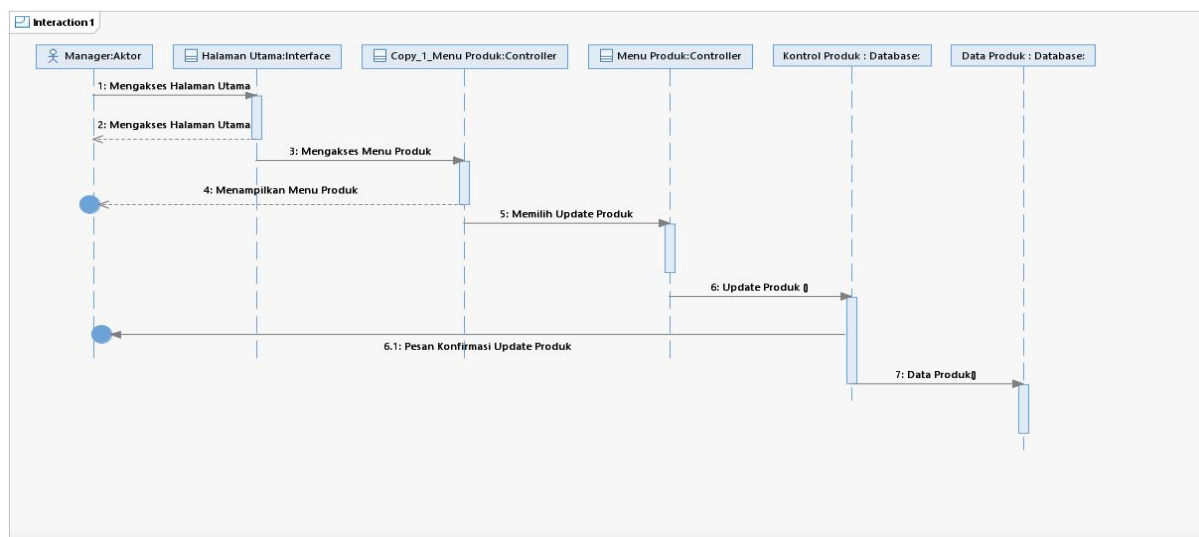 Interaction1
Manager:Aktor
Halaman Utama:Interface
Copy_1_Menu Produk:Controller
Menu Produk:Controller
Kontrol Produk : Database:
Data Produk : Database:
1: Mengakses Halaman Utama
2: Mengakses Halaman Utama
3: Mengakses Menu Produk
4: Menampilkan Menu Produk
5: Memilih Update Produk
6: Update Produk ()
6.1: Pesan Konfirmasi Update Produk
7: Data Produk()